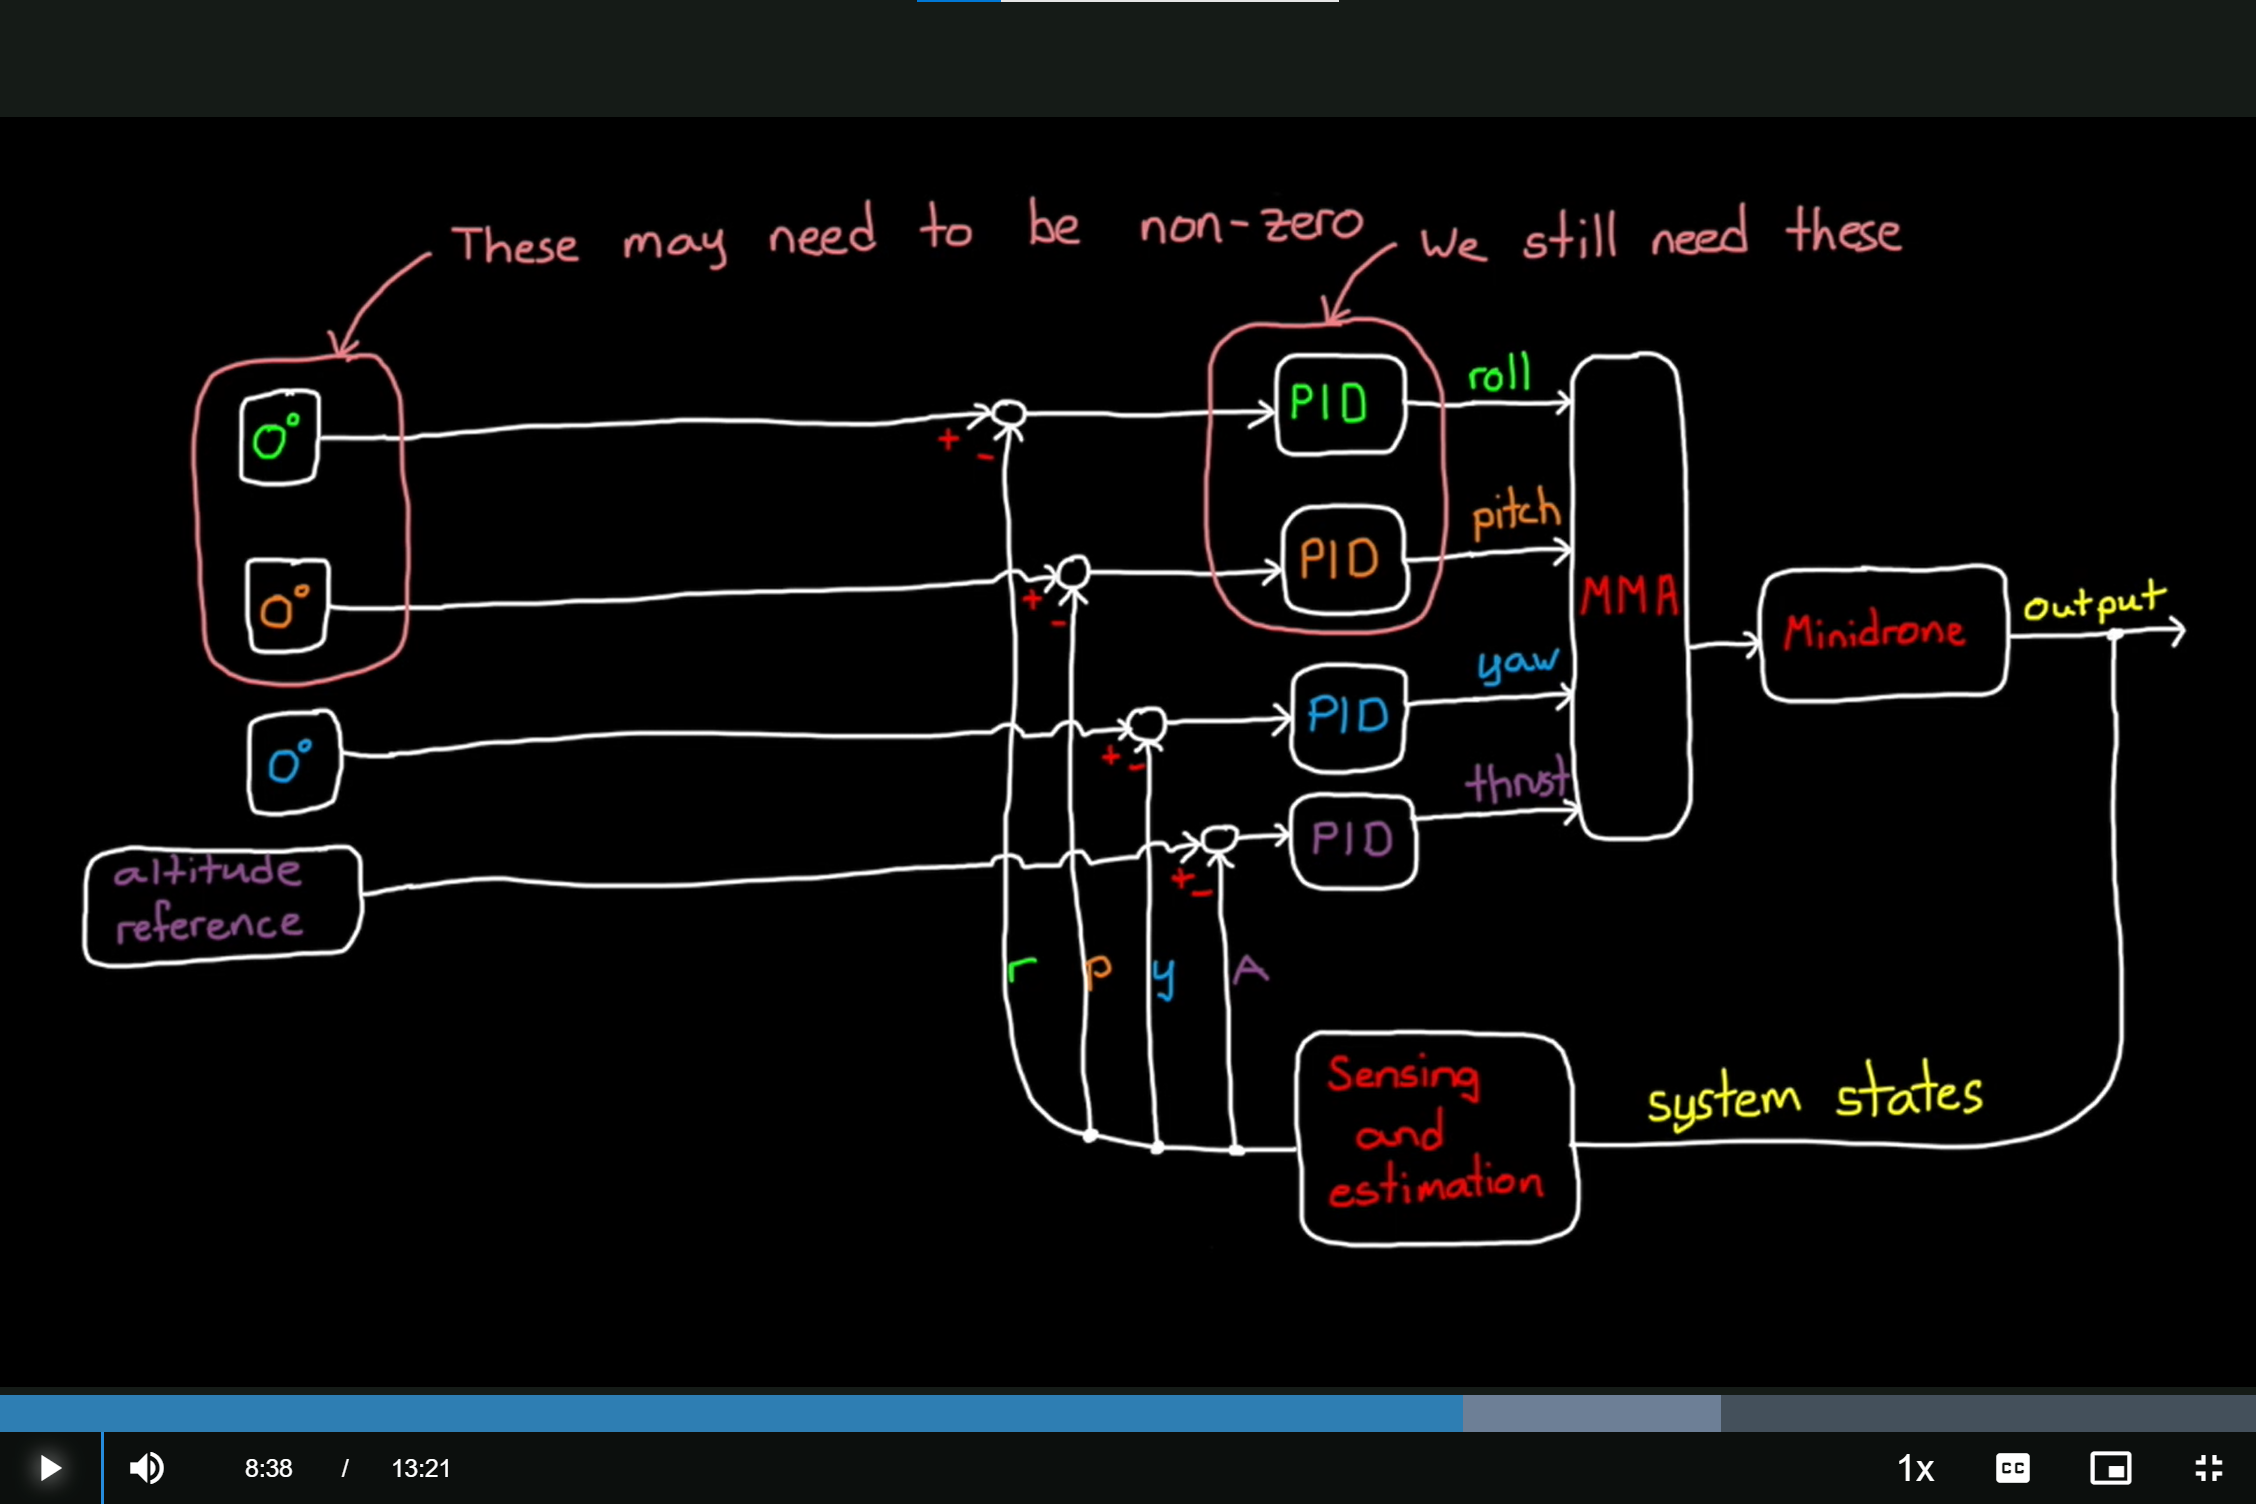 These may need to be non-zero
We still need these
0°
+
-
PID
roll
0°
+
-
PID
pitch
MMA
Minidrone
output
0°
+
-
PID
yaw
altitude
reference
+
-
PID
thrust
r
p
y
A
Sensing
and
estimation
system states
8:38 / 13:21
1x
CC